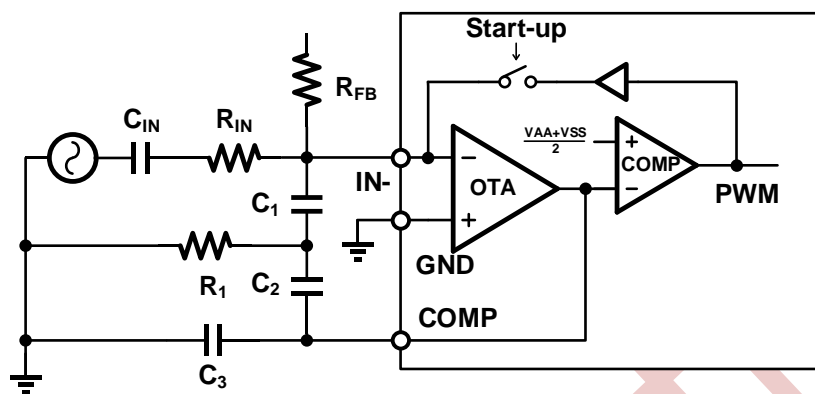 Start-up
R_FB
C_IN
R_IN
VAA+VSS
2
+
COMP
−
PWM
IN-
−
OTA
+
C_1
GND
R_1
C_2
COMP
C_3